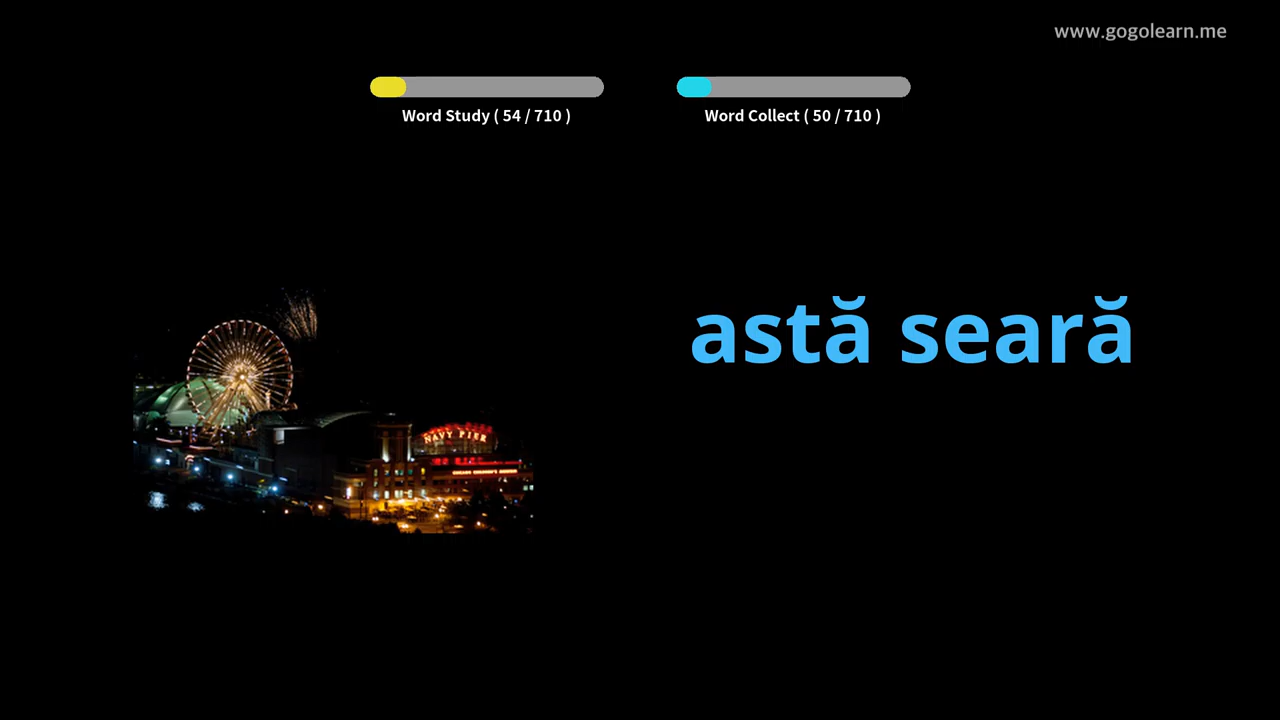 www.gogolearn.me
Word Study ( 54 / 710 )
Word Collect ( 50 / 710 )
astă seară
NAVY PIER